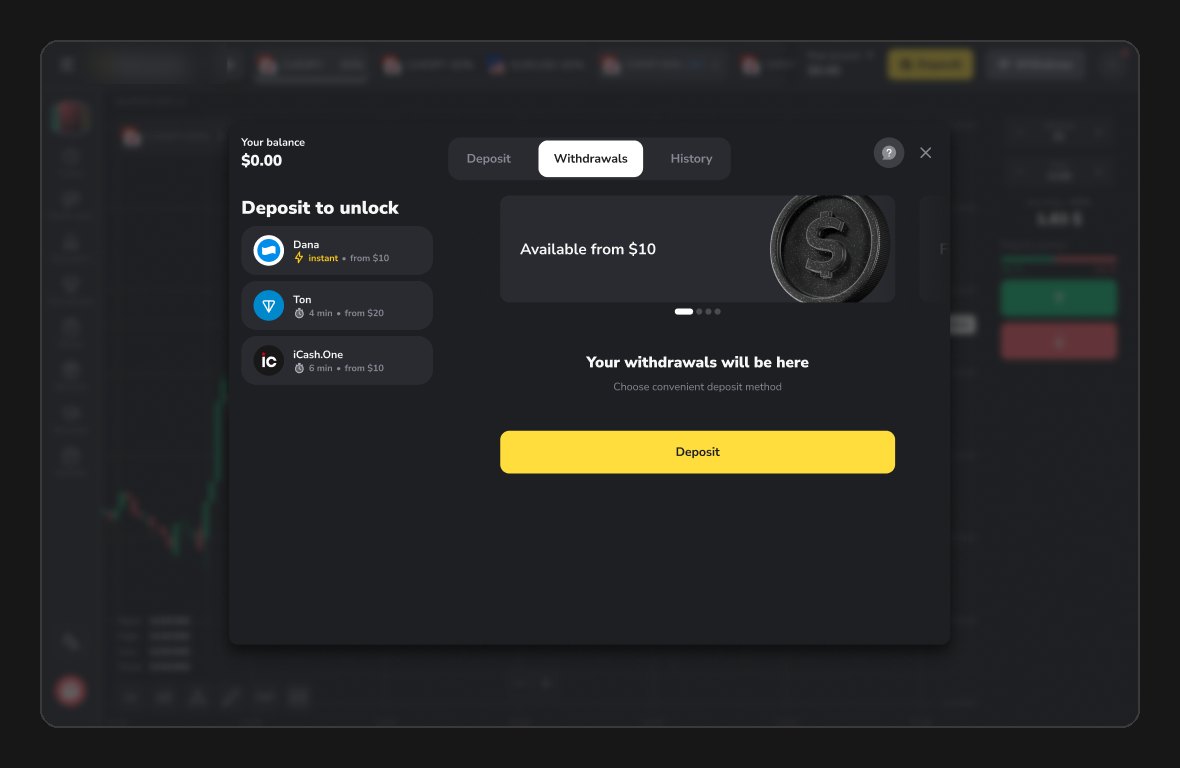 Your balance
$0.00
Deposit
Withdrawals
History
Deposit to unlock
Dana
instant • from $10
Ton
4 min • from $20
iCash.One
6 min • from $10
Available from $10
Your withdrawals will be here
Choose convenient deposit method
Deposit